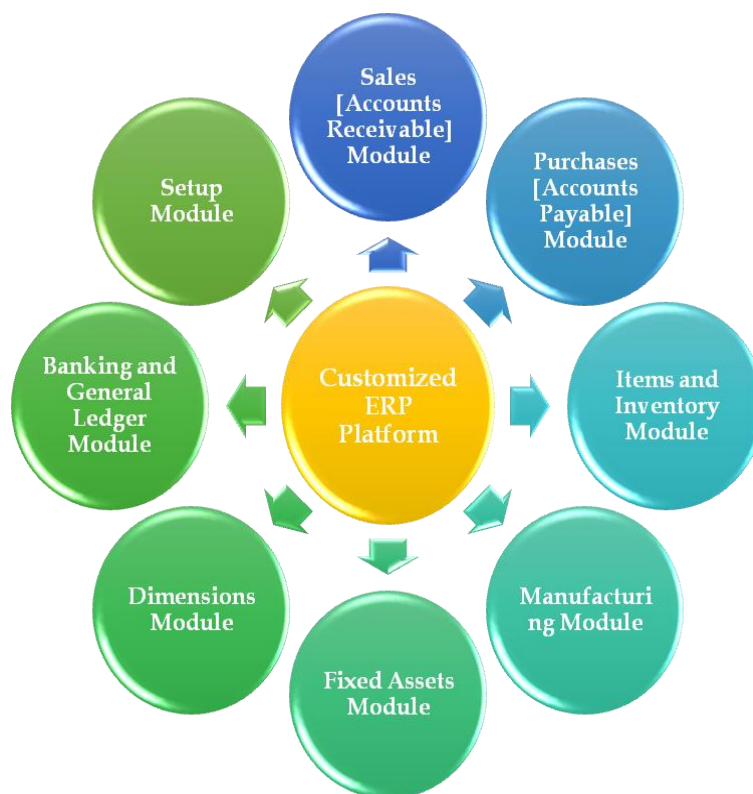 Sales
[Accounts
Receivable]
Module
Purchases
[Accounts
Payable]
Module
Items and
Inventory
Module
Manufacturi
ng Module
Fixed Assets
Module
Dimensions
Module
Banking and
General
Ledger
Module
Setup
Module
Customized
ERP
Platform